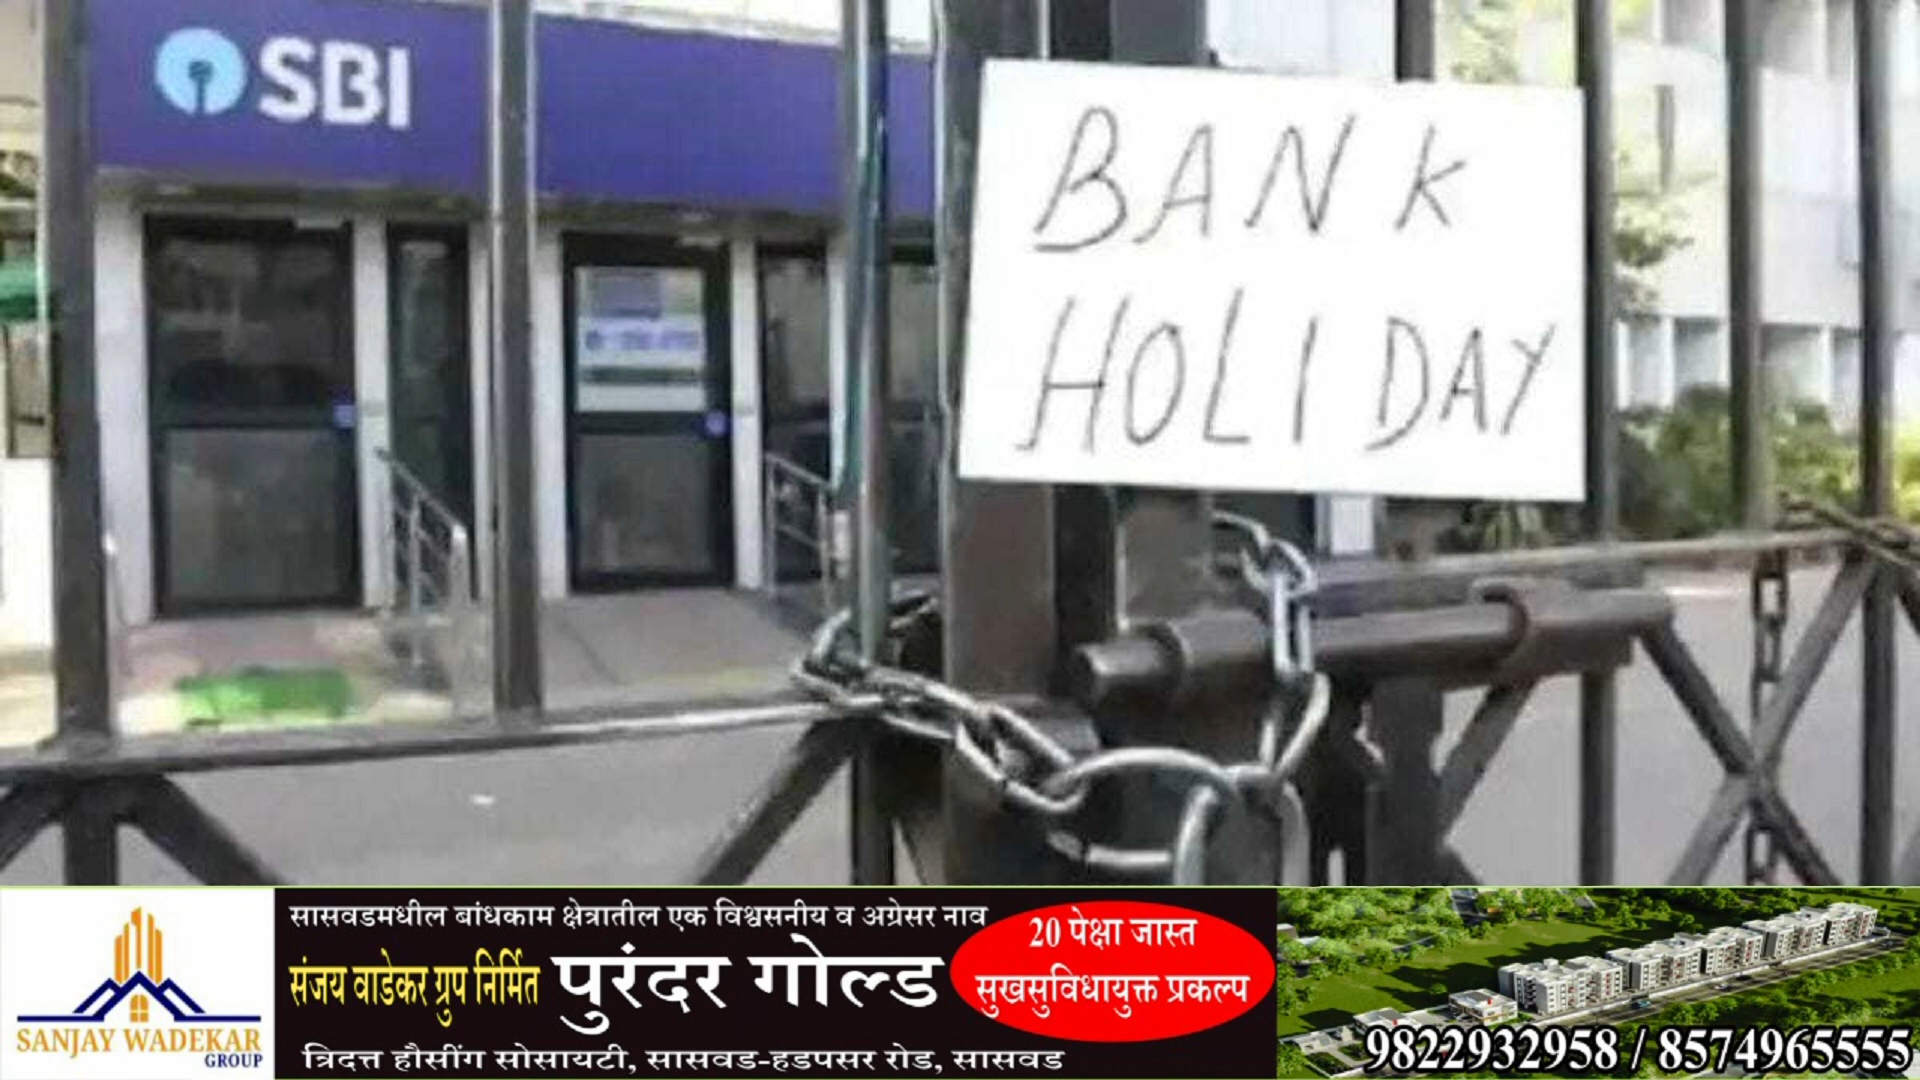 SBI
BANK
HOLIDAY
सासवडमधील बांधकाम क्षेत्रातील एक विश्वसनीय व अग्रेसर नाव
संजय वाडेकर ग्रुप निर्मित पुरंदर गोल्ड
त्रिदत्त हौसींग सोसायटी, सासवड-हडपसर रोड, सासवड
20 पेक्षा जास्त
सुखसुविधायुक्त प्रकल्प
SANJAY WADEKAR
GROUP
9822932958 / 8574965555